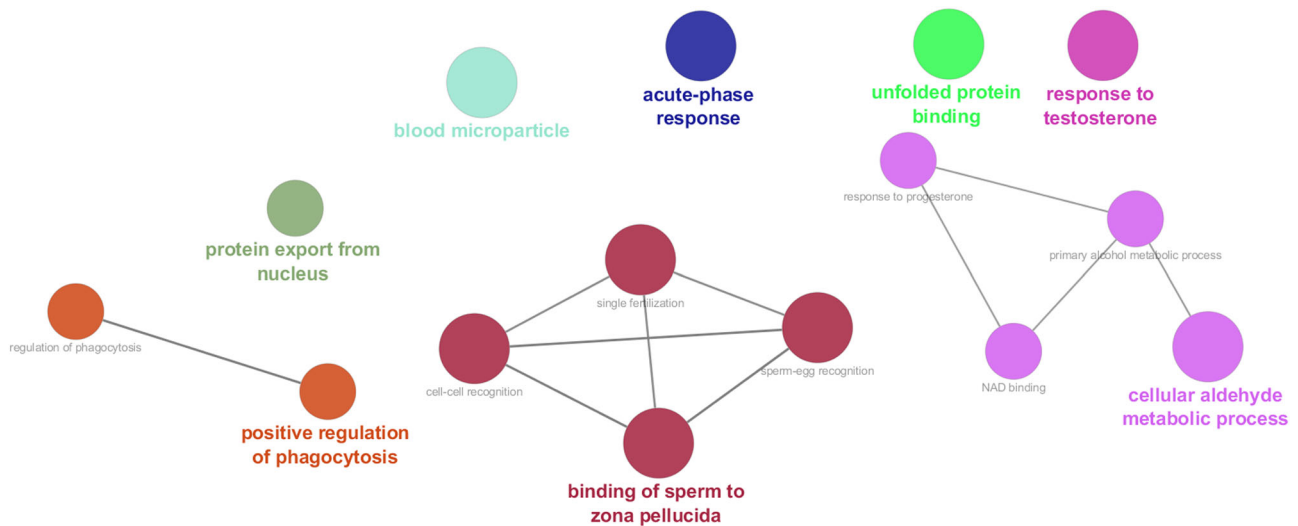 blood microparticle
acute-phase
response
unfolded protein
binding
response to
testosterone
response to progesterone
primary alcohol metabolic process
protein export from
nucleus
single fertilization
regulation of phagocytosis
cell-cell recognition
sperm-egg recognition
NAD binding
cellular aldehyde
metabolic process
positive regulation
of phagocytosis
binding of sperm to
zona pellucida